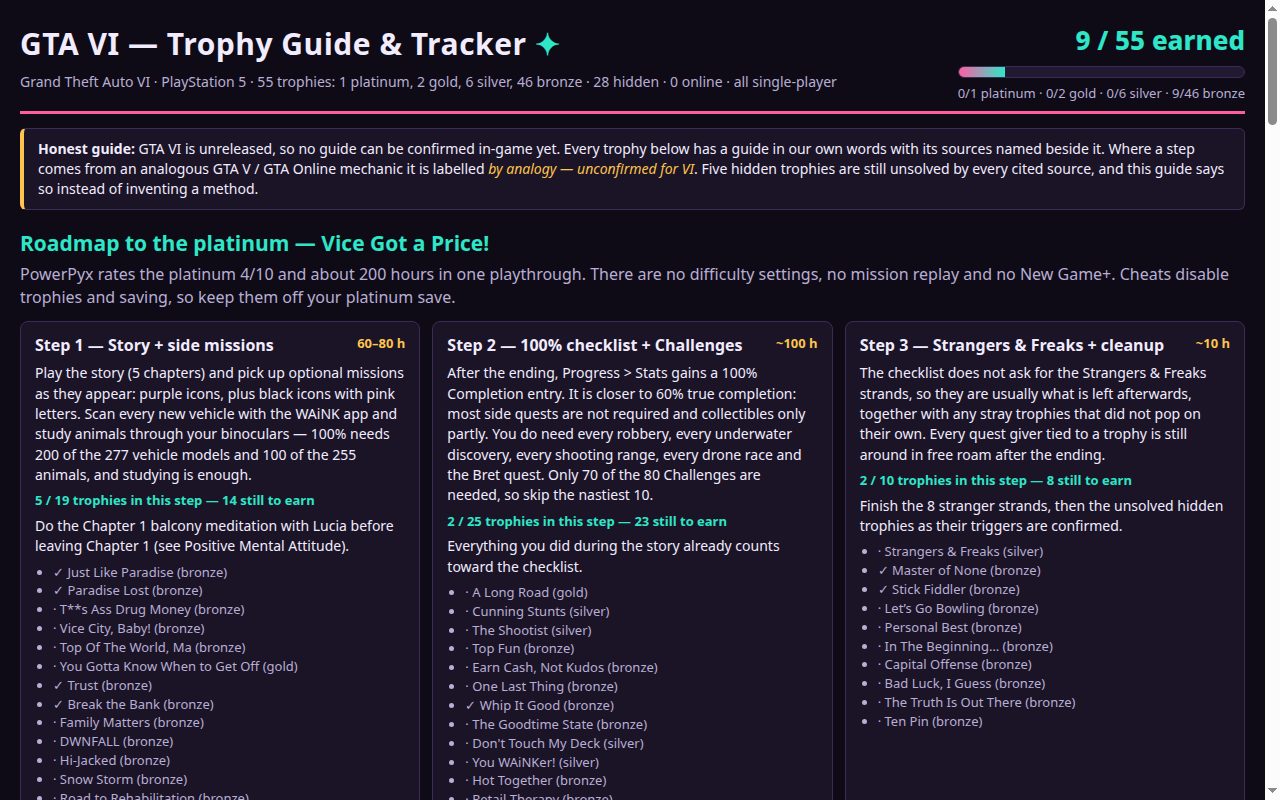 GTA VI — Trophy Guide & Tracker ✦
9 / 55 earned
Grand Theft Auto VI · PlayStation 5 · 55 trophies: 1 platinum, 2 gold, 6 silver, 46 bronze · 28 hidden · 0 online · all single-player
0/1 platinum · 0/2 gold · 0/6 silver · 9/46 bronze
Honest guide: GTA VI is unreleased, so no guide can be confirmed in-game yet. Every trophy below has a guide in our own words with its sources named beside it. Where a step
comes from an analogous GTA V / GTA Online mechanic it is labelled by analogy — unconfirmed for VI. Five hidden trophies are still unsolved by every cited source, and this guide says
so instead of inventing a method.
Roadmap to the platinum — Vice Got a Price!
PowerPyx rates the platinum 4/10 and about 200 hours in one playthrough. There are no difficulty settings, no mission replay and no New Game+. Cheats disable
trophies and saving, so keep them off your platinum save.
Step 1 — Story + side missions
60–80 h
Play the story (5 chapters) and pick up optional missions
as they appear: purple icons, plus black icons with pink
letters. Scan every new vehicle with the WAiNK app and
study animals through your binoculars — 100% needs
200 of the 277 vehicle models and 100 of the 255
animals, and studying is enough.
5 / 19 trophies in this step — 14 still to earn
Do the Chapter 1 balcony meditation with Lucia before
leaving Chapter 1 (see Positive Mental Attitude).
• ✓ Just Like Paradise (bronze)
• ✓ Paradise Lost (bronze)
• · T**s Ass Drug Money (bronze)
• · Vice City, Baby! (bronze)
• · Top Of The World, Ma (bronze)
• · You Gotta Know When to Get Off (gold)
• ✓ Trust (bronze)
• ✓ Break the Bank (bronze)
• · Family Matters (bronze)
• · DWNFALL (bronze)
• · Hi-Jacked (bronze)
• · Snow Storm (bronze)
• · Road to Rehabilitation (bronze)
Step 2 — 100% checklist + Challenges
~100 h
After the ending, Progress > Stats gains a 100%
Completion entry. It is closer to 60% true completion:
most side quests are not required and collectibles only
partly. You do need every robbery, every underwater
discovery, every shooting range, every drone race and
the Bret quest. Only 70 of the 80 Challenges are
needed, so skip the nastiest 10.
2 / 25 trophies in this step — 23 still to earn
Everything you did during the story already counts
toward the checklist.
• · A Long Road (gold)
• · Cunning Stunts (silver)
• · The Shootist (silver)
• · Top Fun (bronze)
• · Earn Cash, Not Kudos (bronze)
• · One Last Thing (bronze)
• ✓ Whip It Good (bronze)
• · The Goodtime State (bronze)
• · Don't Touch My Deck (silver)
• · You WAiNKer! (silver)
• · Hot Together (bronze)
• · Retail Therapy (bronze)
Step 3 — Strangers & Freaks + cleanup
~10 h
The checklist does not ask for the Strangers & Freaks
strands, so they are usually what is left afterwards,
together with any stray trophies that did not pop on
their own. Every quest giver tied to a trophy is still
around in free roam after the ending.
2 / 10 trophies in this step — 8 still to earn
Finish the 8 stranger strands, then the unsolved hidden
trophies as their triggers are confirmed.
• · Strangers & Freaks (silver)
• ✓ Master of None (bronze)
• ✓ Stick Fiddler (bronze)
• · Let's Go Bowling (bronze)
• · Personal Best (bronze)
• · In The Beginning... (bronze)
• · Capital Offense (bronze)
• · Bad Luck, I Guess (bronze)
• · The Truth Is Out There (bronze)
• · Ten Pin (bronze)